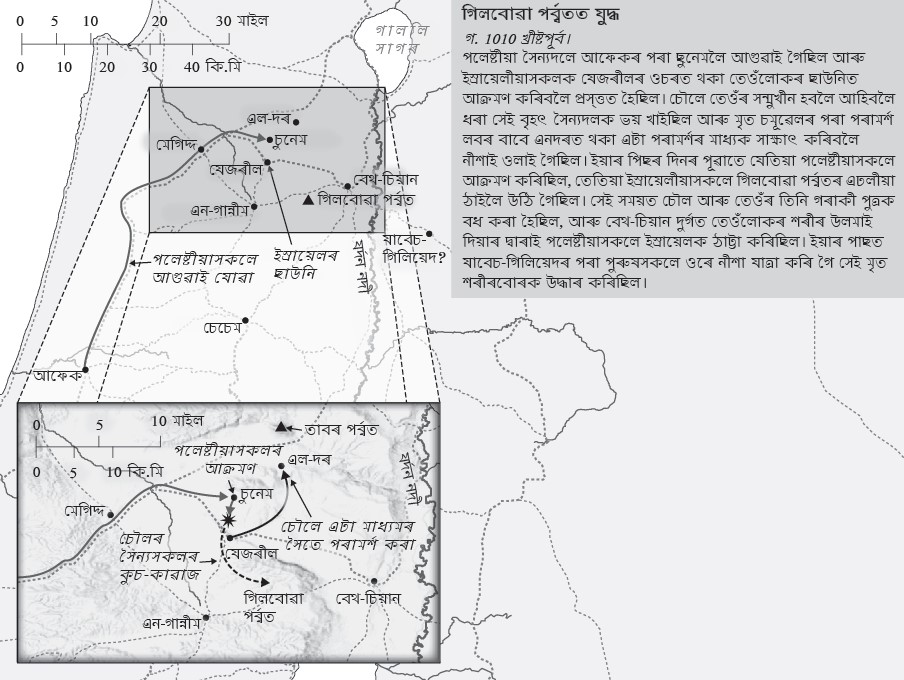 গিলবোৱা পৰ্ব্বতত যুদ্ধ
গ. 1010 খ্ৰীষ্টপূৰ্ব।
পলেষ্টীয়া সৈন্যদলে আফেকৰ পৰা ছুনেমলৈ আগুৱাই গৈছিল আৰু
ইস্ৰায়েলীয়াসকলক যেজৰীলৰ ওচৰত থকা তেওঁলোকৰ ছাউনিত
আক্ৰমণ কৰিবলৈ প্ৰস্তুত হৈছিল। চৌলে তেওঁৰ সন্মুখীন হবলৈ আহিবলৈ
ধৰা সেই বৃহৎ সৈন্যদলক ভয় খাইছিল আৰু মৃত চমূৱেলৰ পৰা পৰামৰ্শ
লবৰ বাবে এনদৰত থকা এটা পৰামৰ্শৰ মাধ্যক সাক্ষাৎ কৰিবলৈ
নীশাই ওলাই গৈছিল। ইয়াৰ পিছৰ দিনৰ পূৱাতে যেতিয়া পলেষ্টীয়াসকলে
আক্ৰমণ কৰিছিল, তেতিয়া ইস্ৰায়েলীয়াসকলে গিলবোৱা পৰ্ব্বতৰ এঢলীয়া
ঠাইলৈ উঠি গৈছিল। সেই সময়ত চৌল আৰু তেওঁৰ তিনি গৰাকী পুত্ৰক
বধ কৰা হৈছিল, আৰু বেথ-চিয়ান দুৰ্গত তেওঁলোকৰ শৰীৰ উলমাই
দিয়াৰ দ্বাৰাই পলেষ্টীয়াসকলে ইস্ৰায়েলক ঠাট্টা কৰিছিল। ইয়াৰ পাছত
যাবেচ-গিলিয়েদৰ পৰা পুৰুষসকলে ওৰে নীশা যাত্ৰা কৰি গৈ সেই মৃত
শৰীৰবোৰক উদ্ধাৰ কৰিছিল।
0 5 10 20 30 মাইল
0 10 20 30 40 কি.মি
গালীল
সাগৰ
এল-দৰ
চুনেম
মেগিদ্দ
যেজৰীল
বেথ-চিয়ান
গিলবোৱা পৰ্ব্বত
এন-গান্নীম
যাবেচ-
গিলিয়েদ?
পলেষ্টীয়াসকলে
আগুৱাই যোৱা
ইস্ৰায়েলৰ
ছাউনি
যৰ্দন নদী
চেচেম
আফেক
0 5 10 মাইল
0 5 10 কি.মি
তাবৰ পৰ্ব্বত
পলেষ্টীয়াসকলৰ
আক্ৰমণ
এল-দৰ
যৰ্দন নদী
চুনেম
মেগিদ্দ
চৌলে এটা মাধ্যমৰ
সৈতে পৰামৰ্শ কৰা
চৌলৰ
সৈন্যসকলৰ
কুচ-কাৱাজ
যেজৰীল
গিলবোৱা
পৰ্ব্বত
বেথ-চিয়ান
এন-গান্নীম